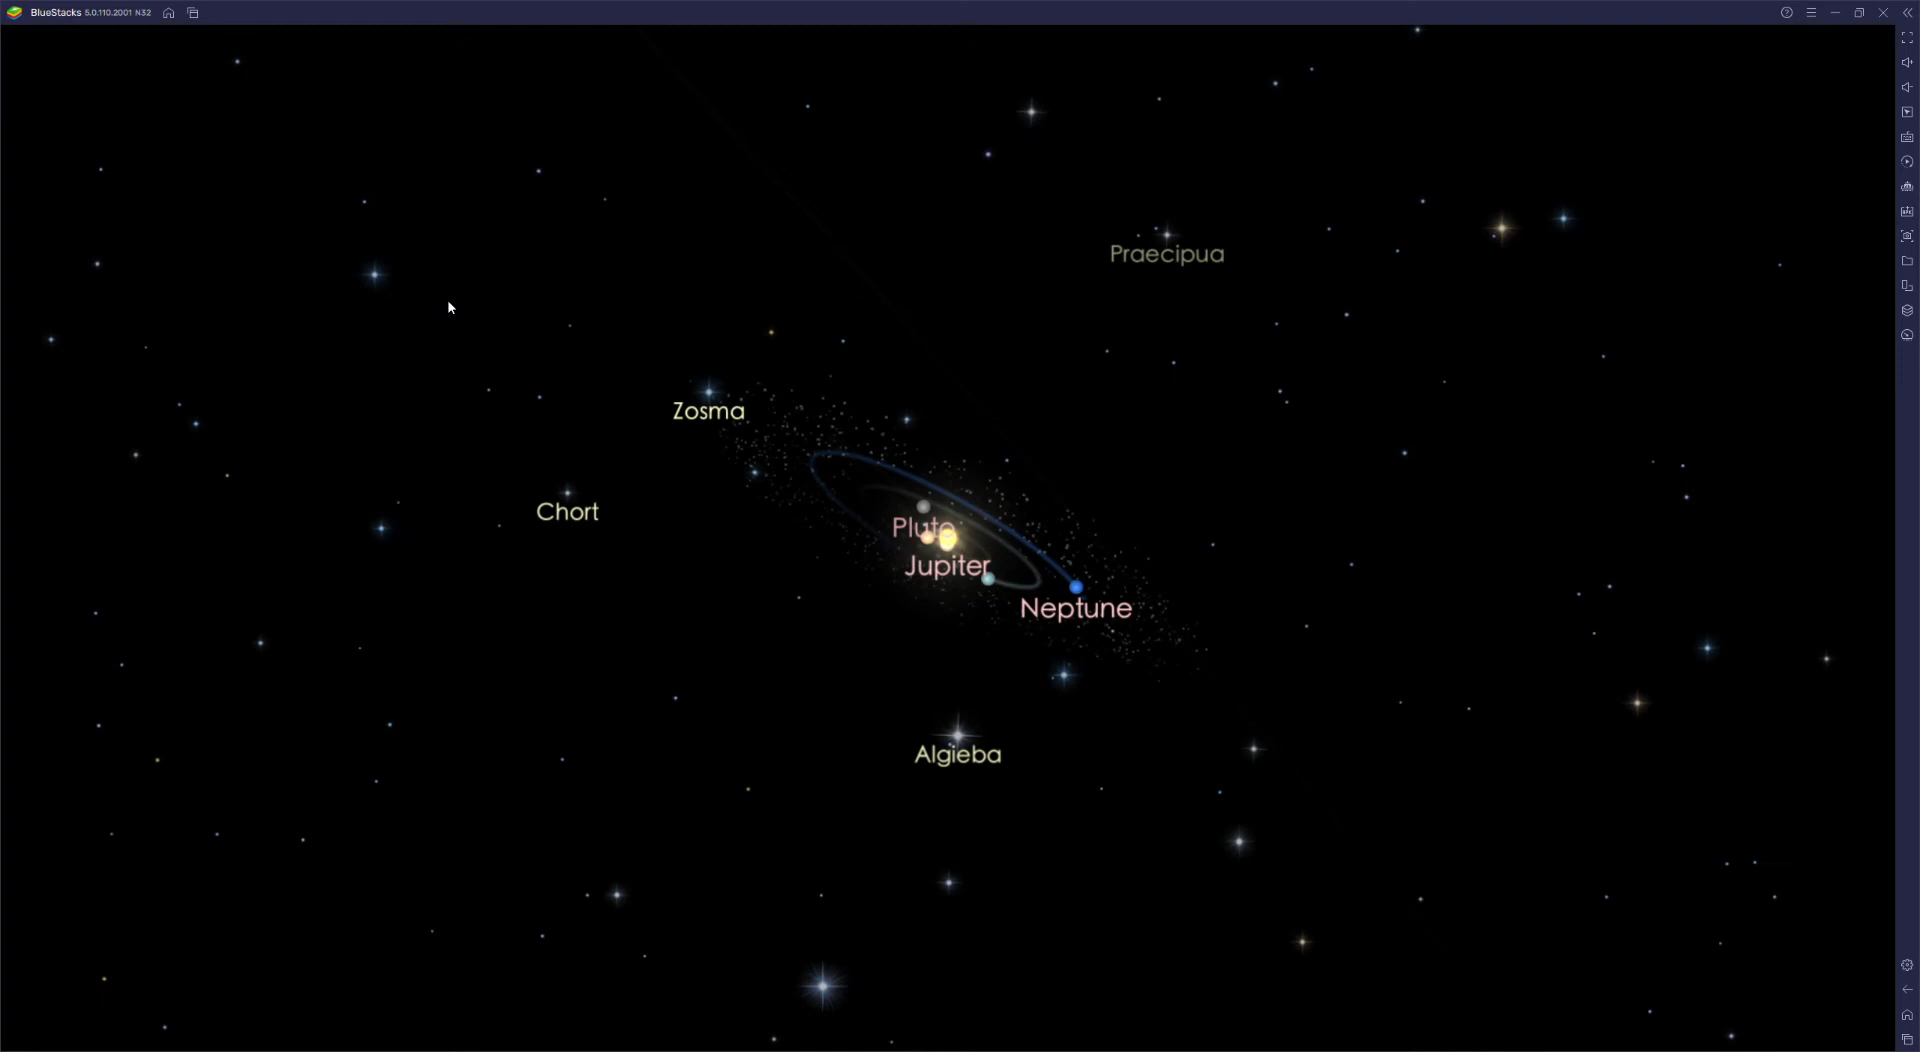 BlueStacks 5.0.110.2001 N32
Praecipua
Zosma
Chort
Pluto
Jupiter
Neptune
Algieba